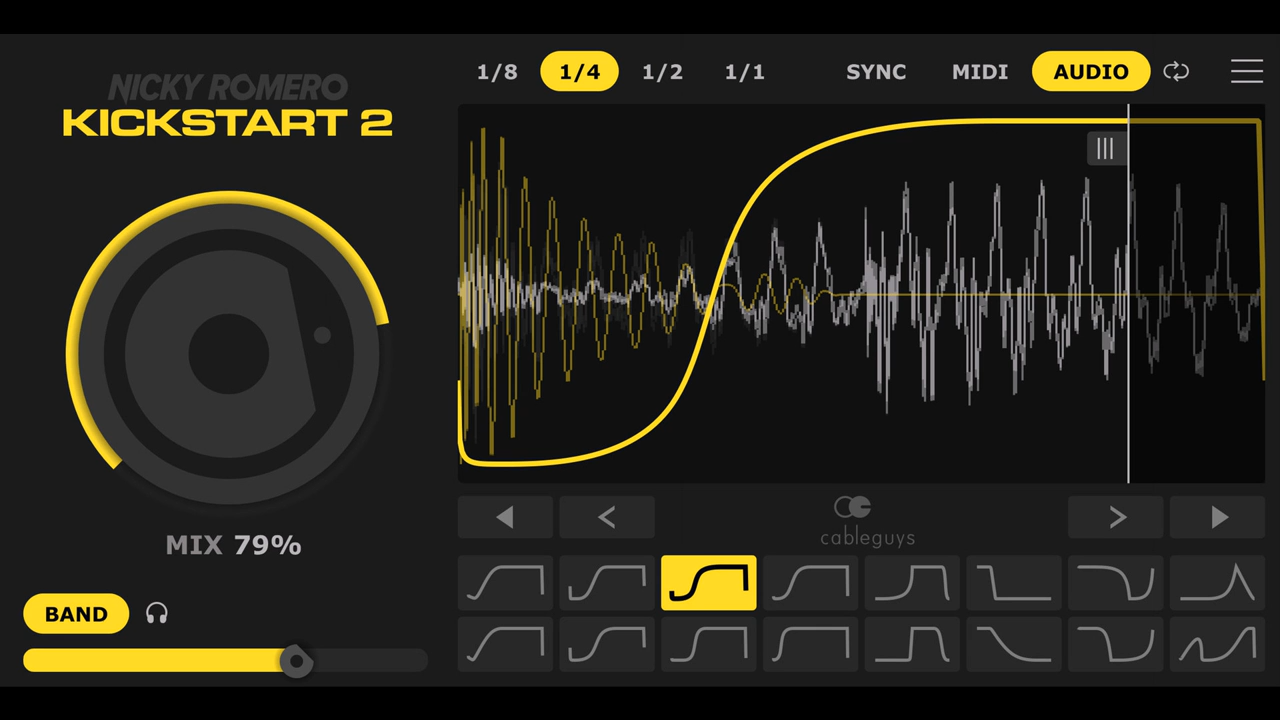 NICKY ROMERO
KICKSTART 2
1/8 1/4 1/2 1/1 SYNC MIDI AUDIO
MIX 79%
BAND
cableguys